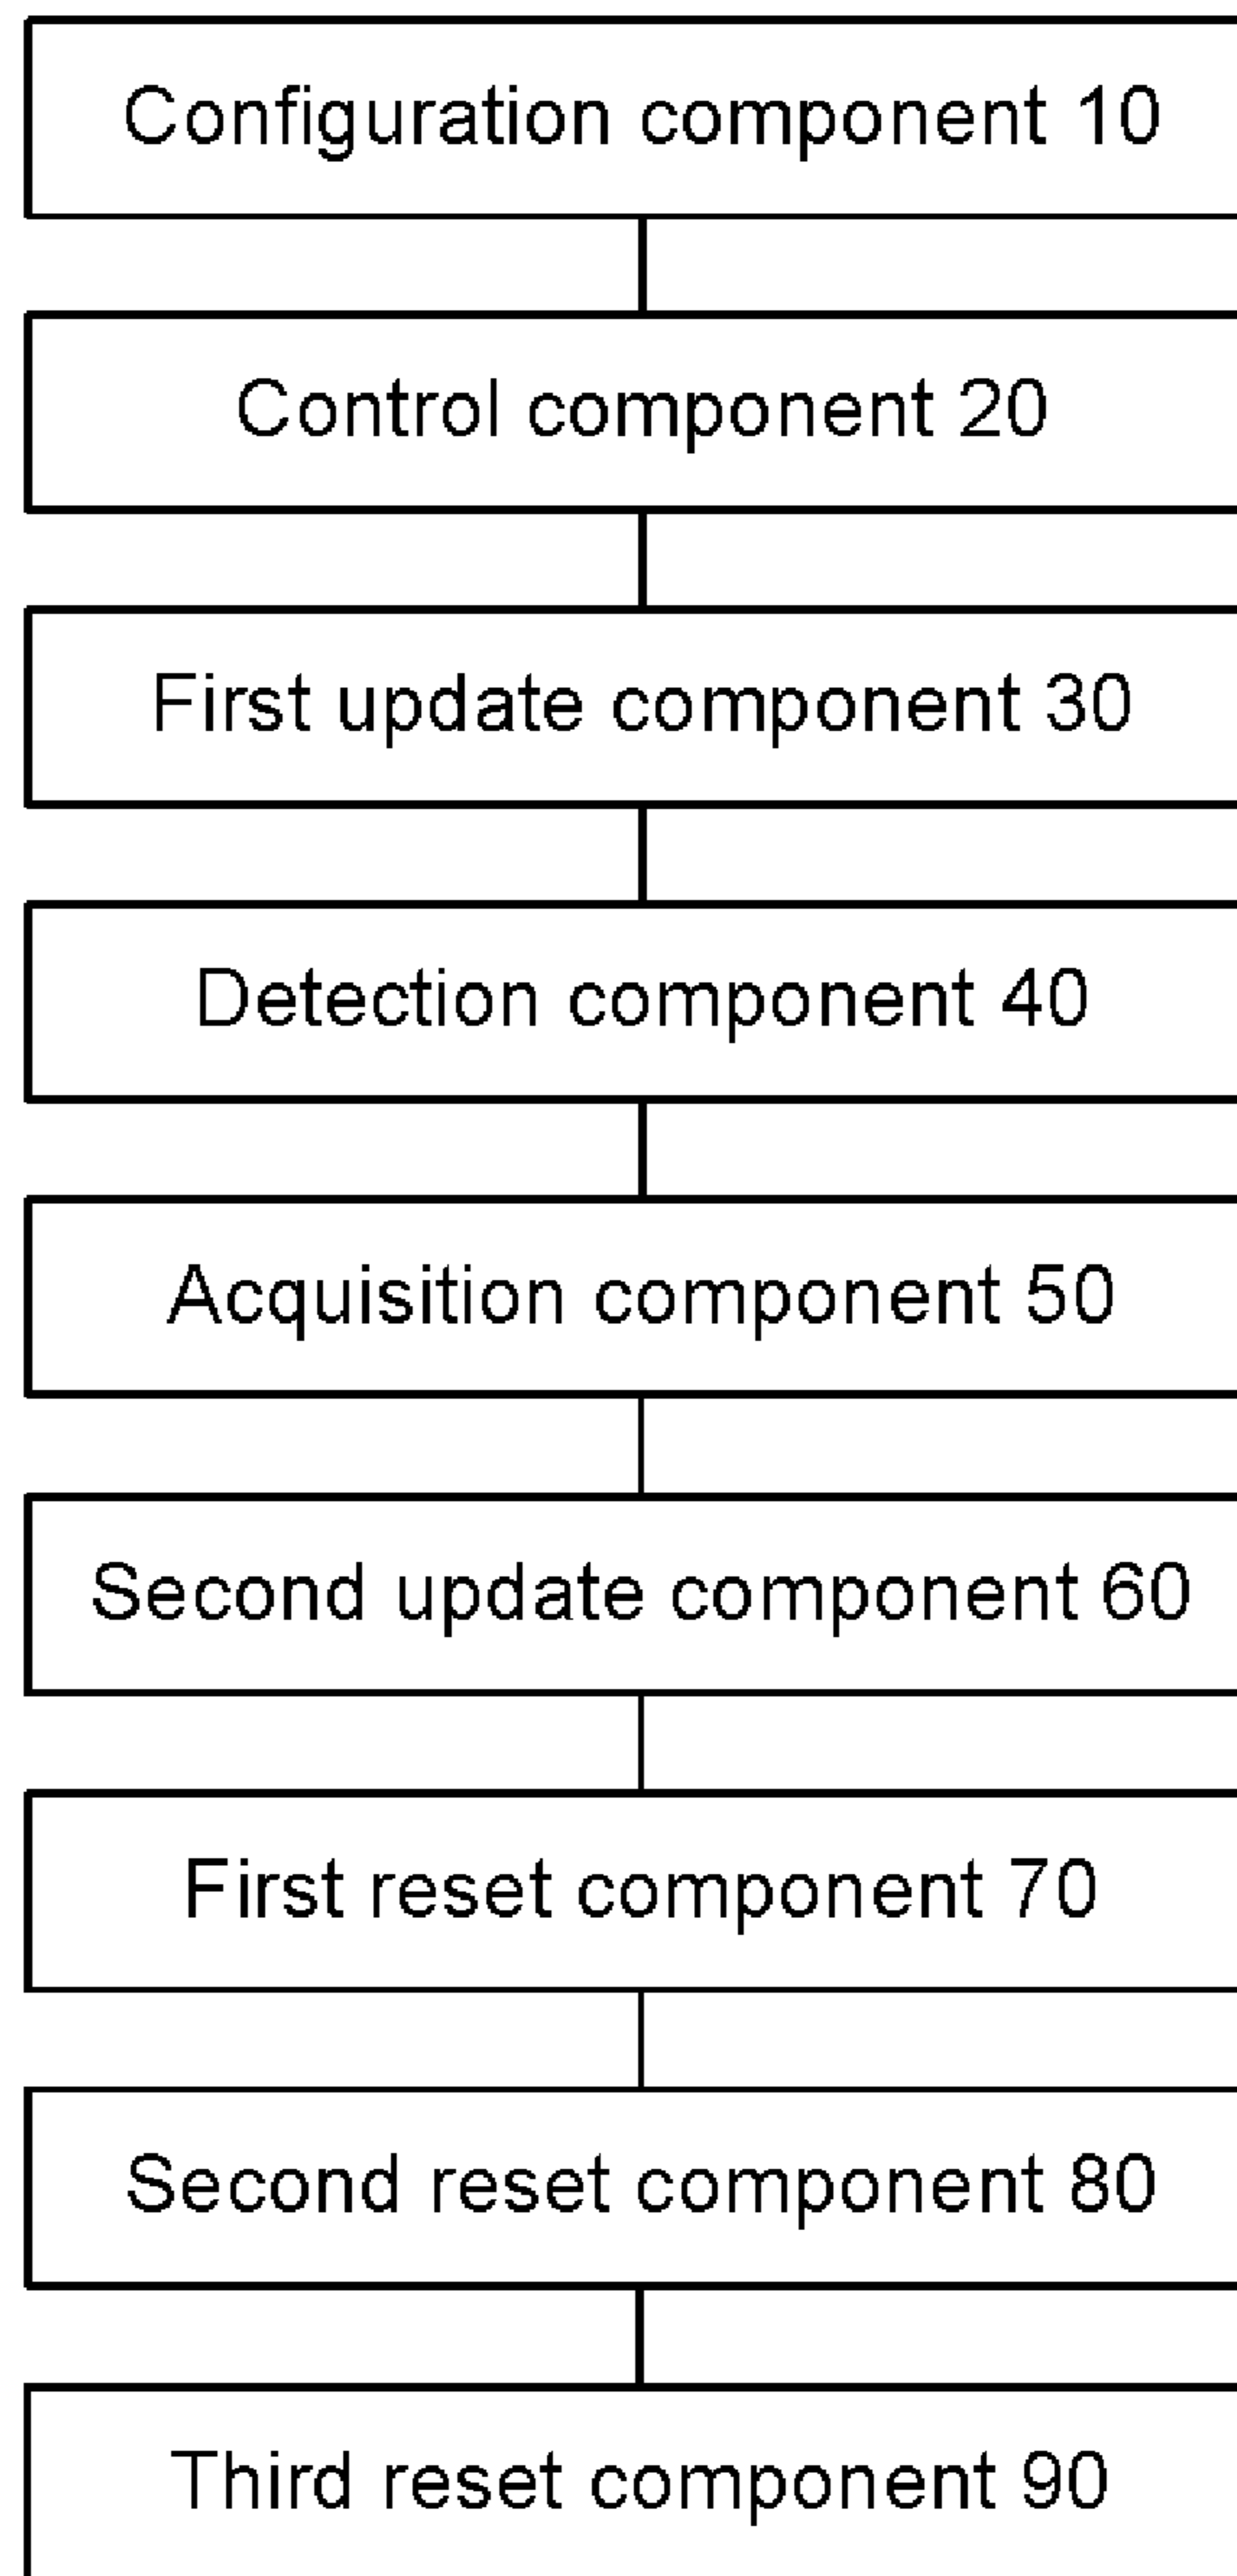 Configuration component 10
Control component 20
First update component 30
Detection component 40
Acquisition component 50
Second update component 60
First reset component 70
Second reset component 80
Third reset component 90